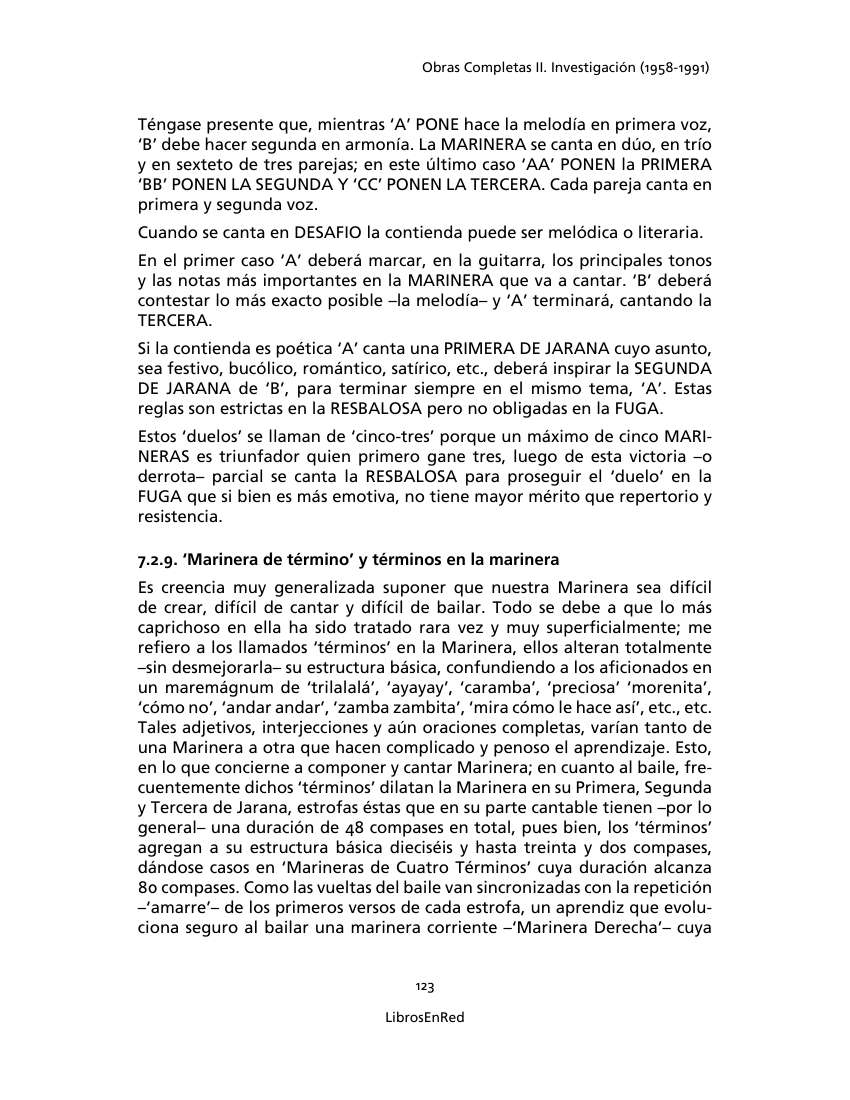 Obras Completas II. Investigación (1958-1991)
Téngase presente que, mientras ‘A’ PONE hace la melodía en primera voz,
‘B’ debe hacer segunda en armonía. La MARINERA se canta en dúo, en trío
y en sexteto de tres parejas; en este último caso ‘AA’ PONEN la PRIMERA
‘BB’ PONEN LA SEGUNDA Y ‘CC’ PONEN LA TERCERA. Cada pareja canta en
primera y segunda voz.
Cuando se canta en DESAFIO la contienda puede ser melódica o literaria.
En el primer caso ‘A’ deberá marcar, en la guitarra, los principales tonos
y las notas más importantes en la MARINERA que va a cantar. ‘B’ deberá
contestar lo más exacto posible –la melodía– y ‘A’ terminará, cantando la
TERCERA.
Si la contienda es poética ‘A’ canta una PRIMERA DE JARANA cuyo asunto,
sea festivo, bucólico, romántico, satírico, etc., deberá inspirar la SEGUNDA
DE JARANA de ‘B’, para terminar siempre en el mismo tema, ‘A’. Estas
reglas son estrictas en la RESBALOSA pero no obligadas en la FUGA.
Estos ‘duelos’ se llaman de ‘cinco-tres’ porque un máximo de cinco MARI-
NERAS es triunfador quien primero gane tres, luego de esta victoria –o
derrota– parcial se canta la RESBALOSA para proseguir el ‘duelo’ en la
FUGA que si bien es más emotiva, no tiene mayor mérito que repertorio y
resistencia.
7.2.9. ‘Marinera de término’ y términos en la marinera
Es creencia muy generalizada suponer que nuestra Marinera sea difícil
de crear, difícil de cantar y difícil de bailar. Todo se debe a que lo más
caprichoso en ella ha sido tratado rara vez y muy superficialmente; me
refiero a los llamados ‘términos’ en la Marinera, ellos alteran totalmente
–sin desmejorarla– su estructura básica, confundiendo a los aficionados en
un maremágnum de ‘trilalalá’, ‘ayayay’, ‘caramba’, ‘preciosa’ ‘morenita’,
‘cómo no’, ‘andar andar’, ‘zamba zambita’, ‘mira cómo le hace así’, etc., etc.
Tales adjetivos, interjecciones y aún oraciones completas, varían tanto de
una Marinera a otra que hacen complicado y penoso el aprendizaje. Esto,
en lo que concierne a componer y cantar Marinera; en cuanto al baile, fre-
cuentemente dichos ‘términos’ dilatan la Marinera en su Primera, Segunda
y Tercera de Jarana, estrofas éstas que en su parte cantable tienen –por lo
general– una duración de 48 compases en total, pues bien, los ‘términos’
agregan a su estructura básica dieciséis y hasta treinta y dos compases,
dándose casos en ‘Marineras de Cuatro Términos’ cuya duración alcanza
80 compases. Como las vueltas del baile van sincronizadas con la repetición
–‘amarre’– de los primeros versos de cada estrofa, un aprendiz que evolu-
ciona seguro al bailar una marinera corriente –‘Marinera Derecha’– cuya
123
LibrosEnRed